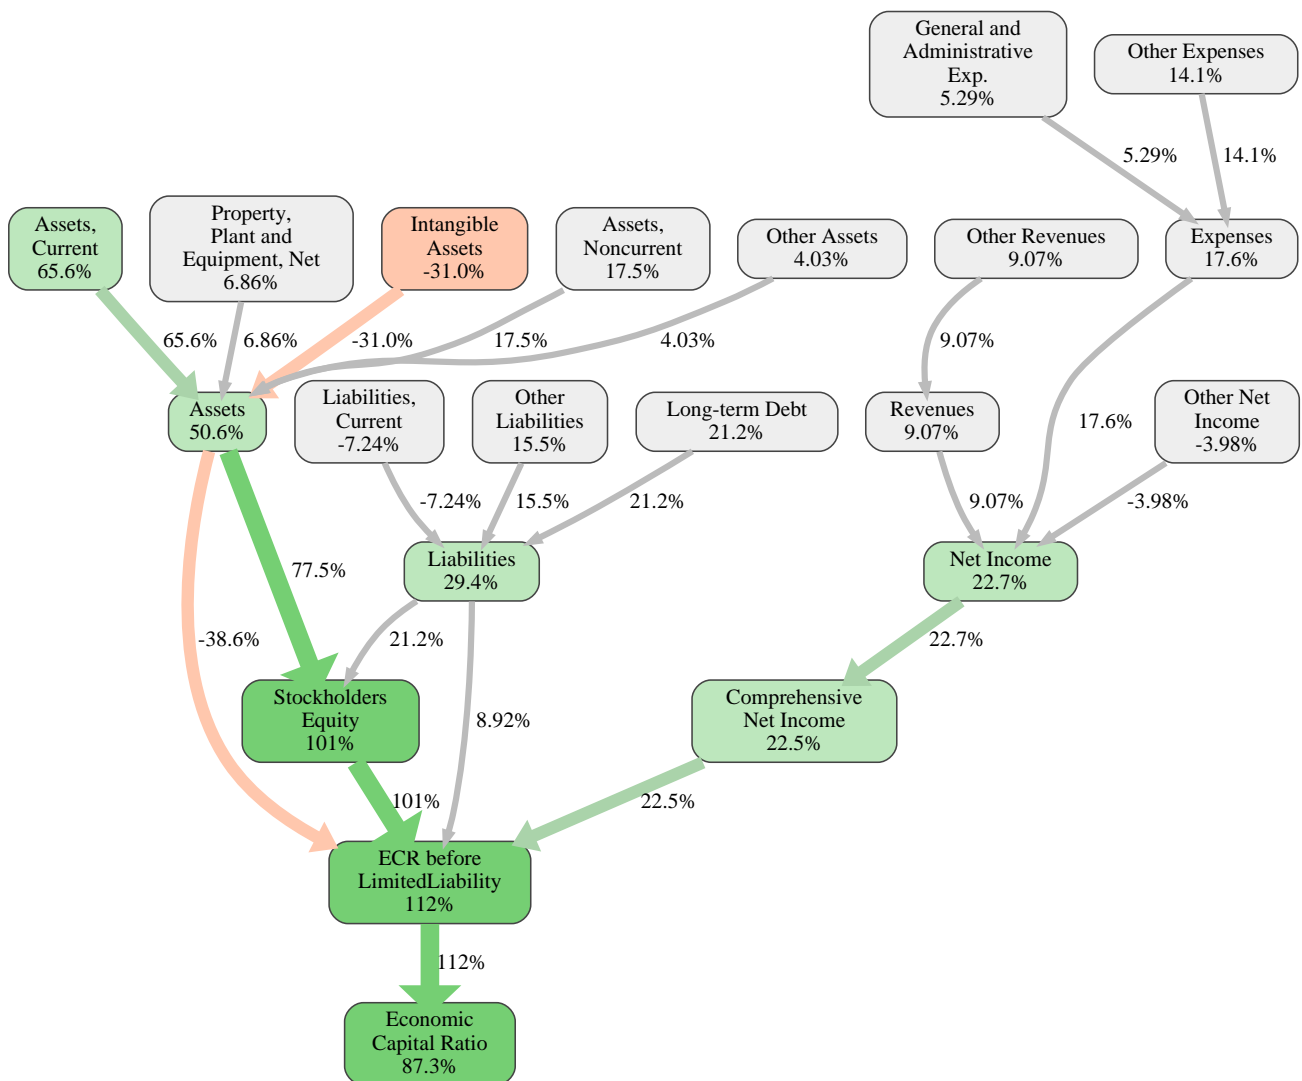 General and
Administrative
Exp.
5.29%
Other Expenses
14.1%
5.29%
14.1%
Assets,
Current
65.6%
Property,
Plant and
Equipment, Net
6.86%
Intangible
Assets
-31.0%
Assets,
Noncurrent
17.5%
Other Assets
4.03%
Other Revenues
9.07%
Expenses
17.6%
65.6%
6.86%
-31.0%
17.5%
4.03%
9.07%
17.6%
Assets
50.6%
Liabilities,
Current
-7.24%
Other
Liabilities
15.5%
Long-term Debt
21.2%
Revenues
9.07%
Other Net
Income
-3.98%
-7.24%
15.5%
21.2%
9.07%
-3.98%
77.5%
Liabilities
29.4%
Net Income
22.7%
-38.6%
21.2%
22.7%
8.92%
Stockholders
Equity
101%
Comprehensive
Net Income
22.5%
101%
22.5%
ECR before
LimitedLiability
112%
112%
Economic
Capital Ratio
87.3%